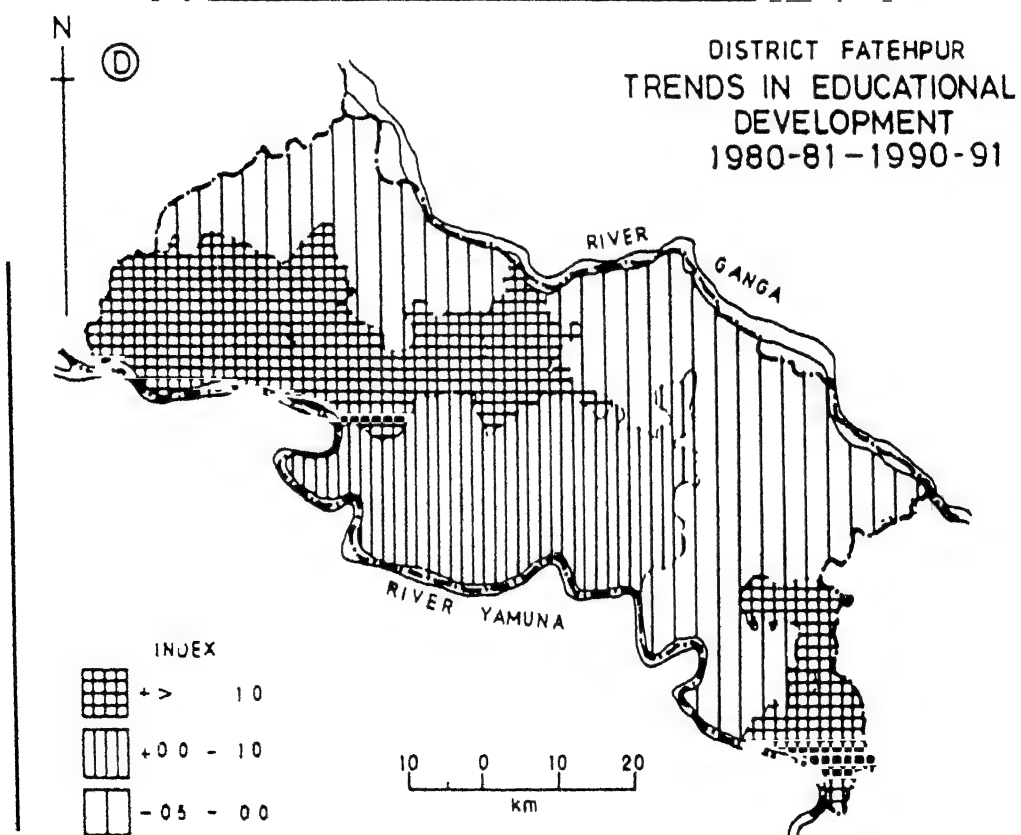 N
D
DISTRICT FATEHPUR
TRENDS IN EDUCATIONAL
DEVELOPMENT
1980-81-1990-91
RIVER GANGA
RIVER YAMUNA
INDEX
+> 10
+00 - 10
-05 - 00
10 0 10 20
km